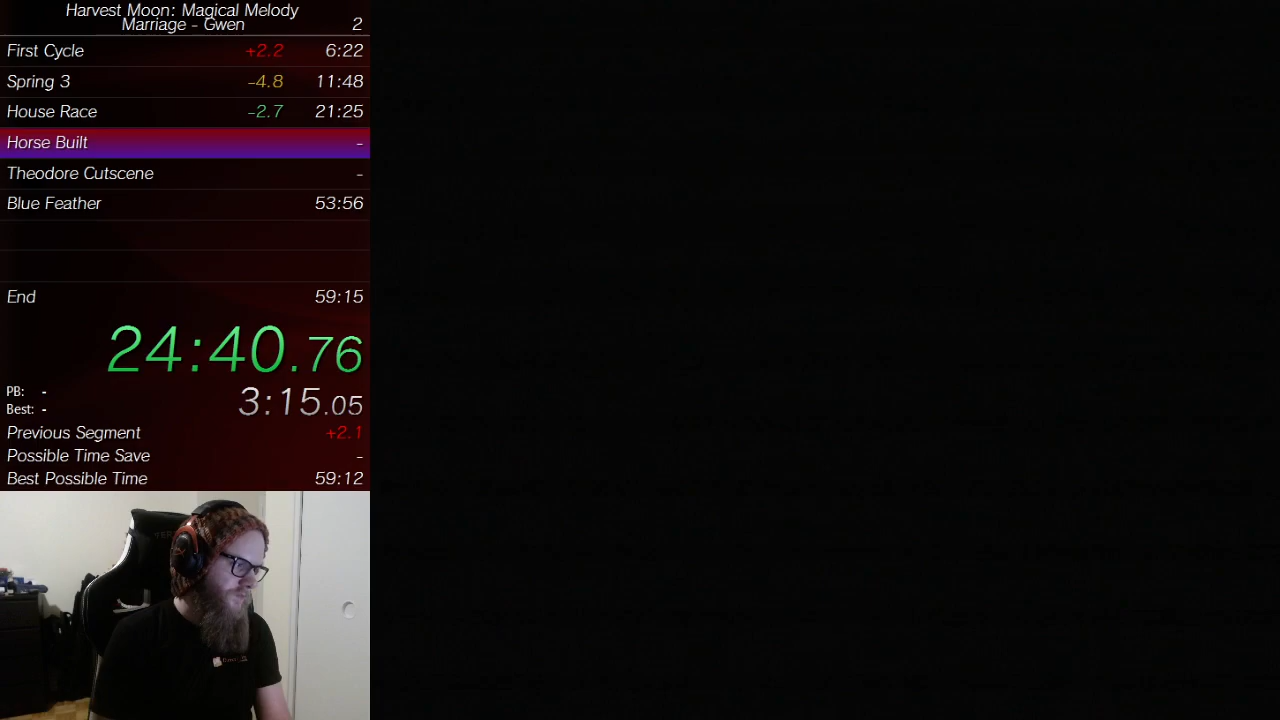 Harvest Moon: Magical Melody
Marriage - Gwen 2
First Cycle +2.2 6:22
Spring 3 -4.8 11:48
House Race -2.7 21:25
Horse Built -
Theodore Cutscene -
Blue Feather 53:56
End 59:15
24:40.76
PB: -
3:15.05
Best: -
Previous Segment +2.1
Possible Time Save -
Best Possible Time 59:12